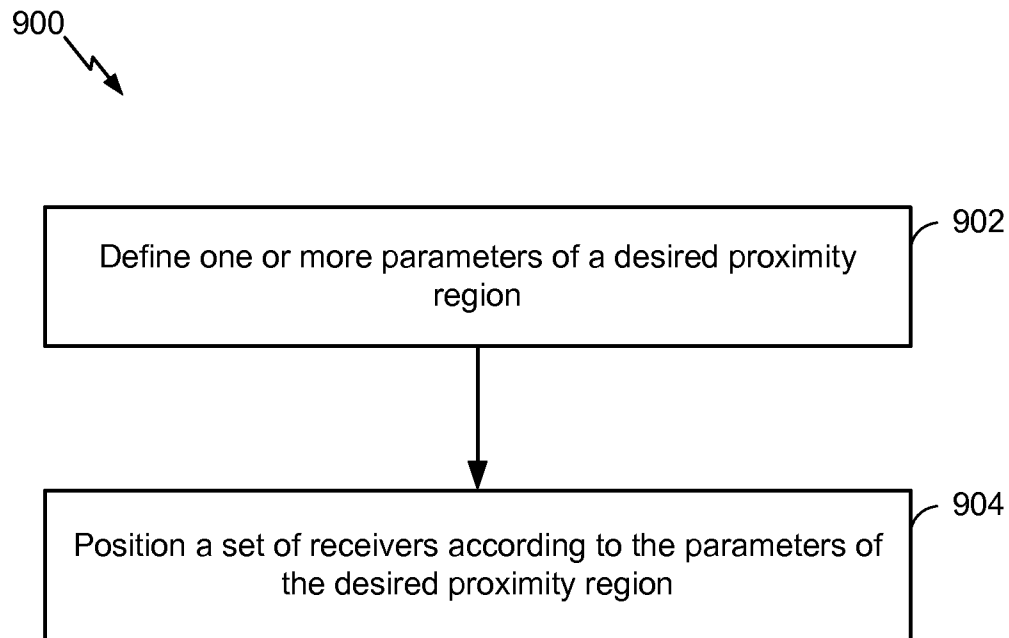 900
902
Define one or more parameters of a desired proximity
region
904
Position a set of receivers according to the parameters of
the desired proximity region